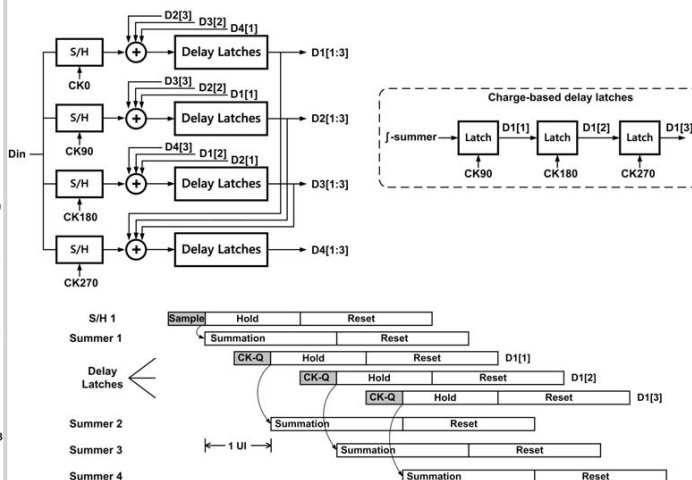 D2[3]
D3[2]
D4[1]
S/H
Delay Latches
D1[1:3]
CK0
D3[3]
D2[2]
D1[1]
S/H
Delay Latches
D2[1:3]
CK90
Din
D4[3]
D1[2]
D2[1]
S/H
Delay Latches
D3[1:3]
CK180
S/H
Delay Latches
D4[1:3]
CK270
Charge-based delay latches
∫-summer
Latch
D1[1]
Latch
D1[2]
Latch
D1[3]
CK90
CK180
CK270
S/H 1
Sample
Hold
Reset
Summer 1
Summation
Reset
Delay
Latches
CK-Q
Hold
Reset
D1[1]
CK-Q
Hold
Reset
D1[2]
CK-Q
Hold
Reset
D1[3]
Summer 2
Summation
Reset
1 UI
Summer 3
Summation
Reset
Summer 4
Summation
Reset